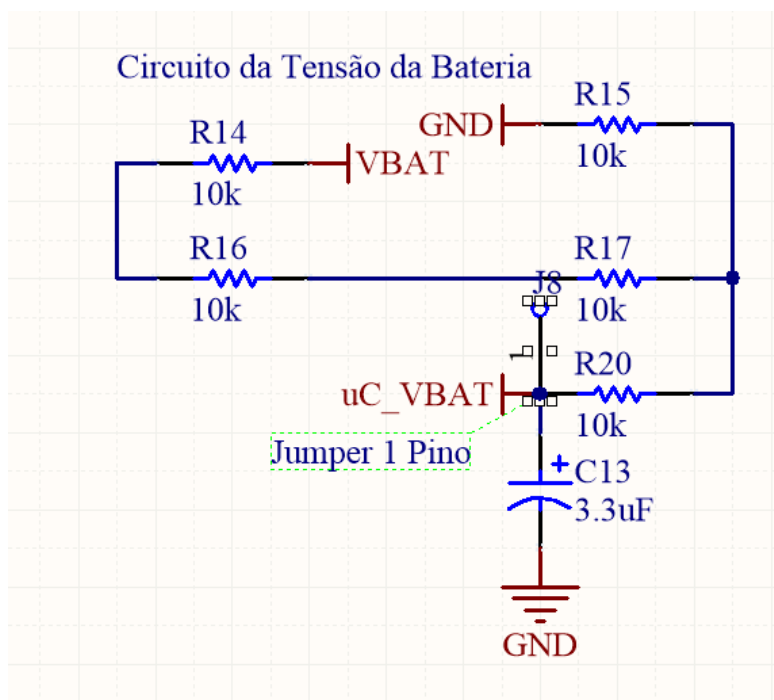 Circuito da Tensão da Bateria
R15
GND
10k
R14
VBAT
10k
R16
10k
R17
10k
J8
1
R20
10k
uC_VBAT
Jumper 1 Pino
C13
3.3uF
GND